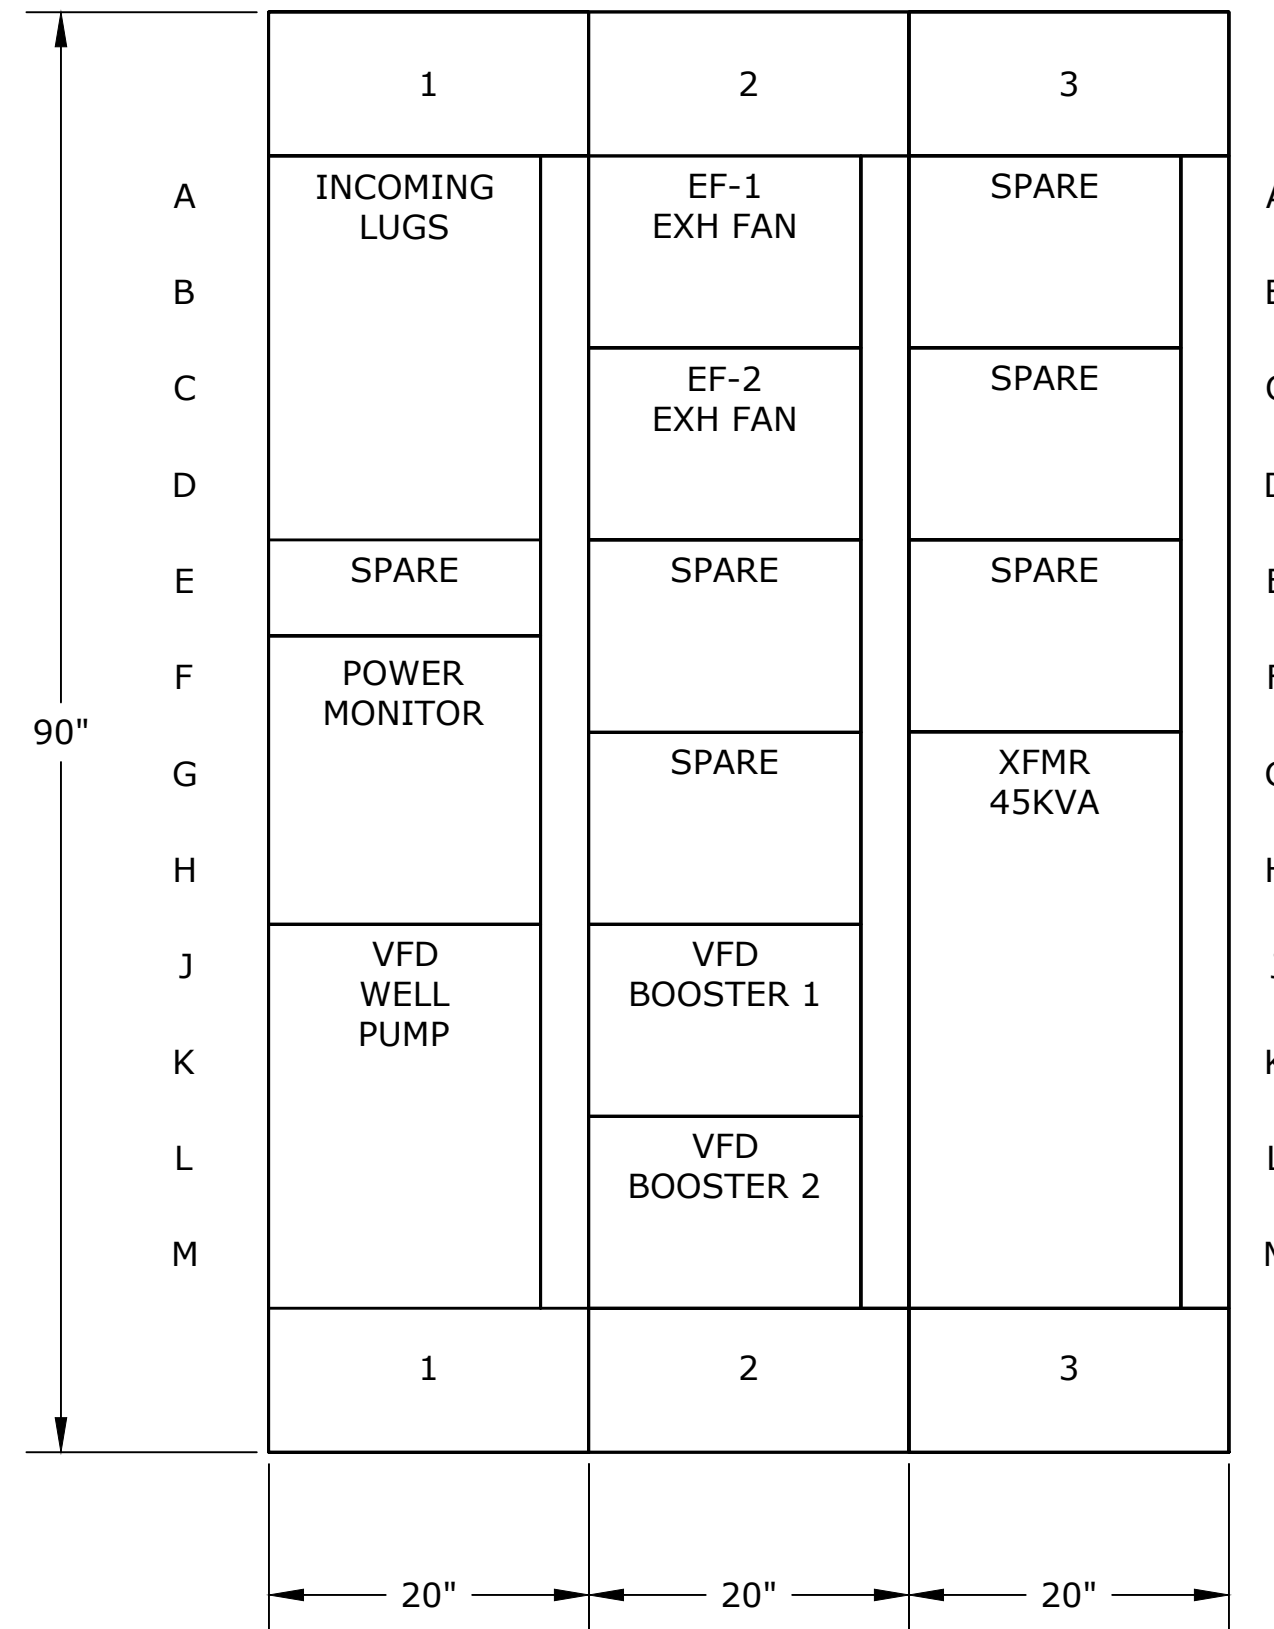 1
2
3
A
INCOMING
LUGS
EF-1
EXH FAN
SPARE
A
B
B
C
EF-2
EXH FAN
SPARE
C
D
D
E
SPARE
SPARE
SPARE
E
F
POWER
MONITOR
F
90"
G
SPARE
XFMR
45KVA
G
H
H
J
VFD
WELL
PUMP
VFD
BOOSTER 1
J
K
K
L
VFD
BOOSTER 2
L
M
M
1
2
3
20"
20"
20"